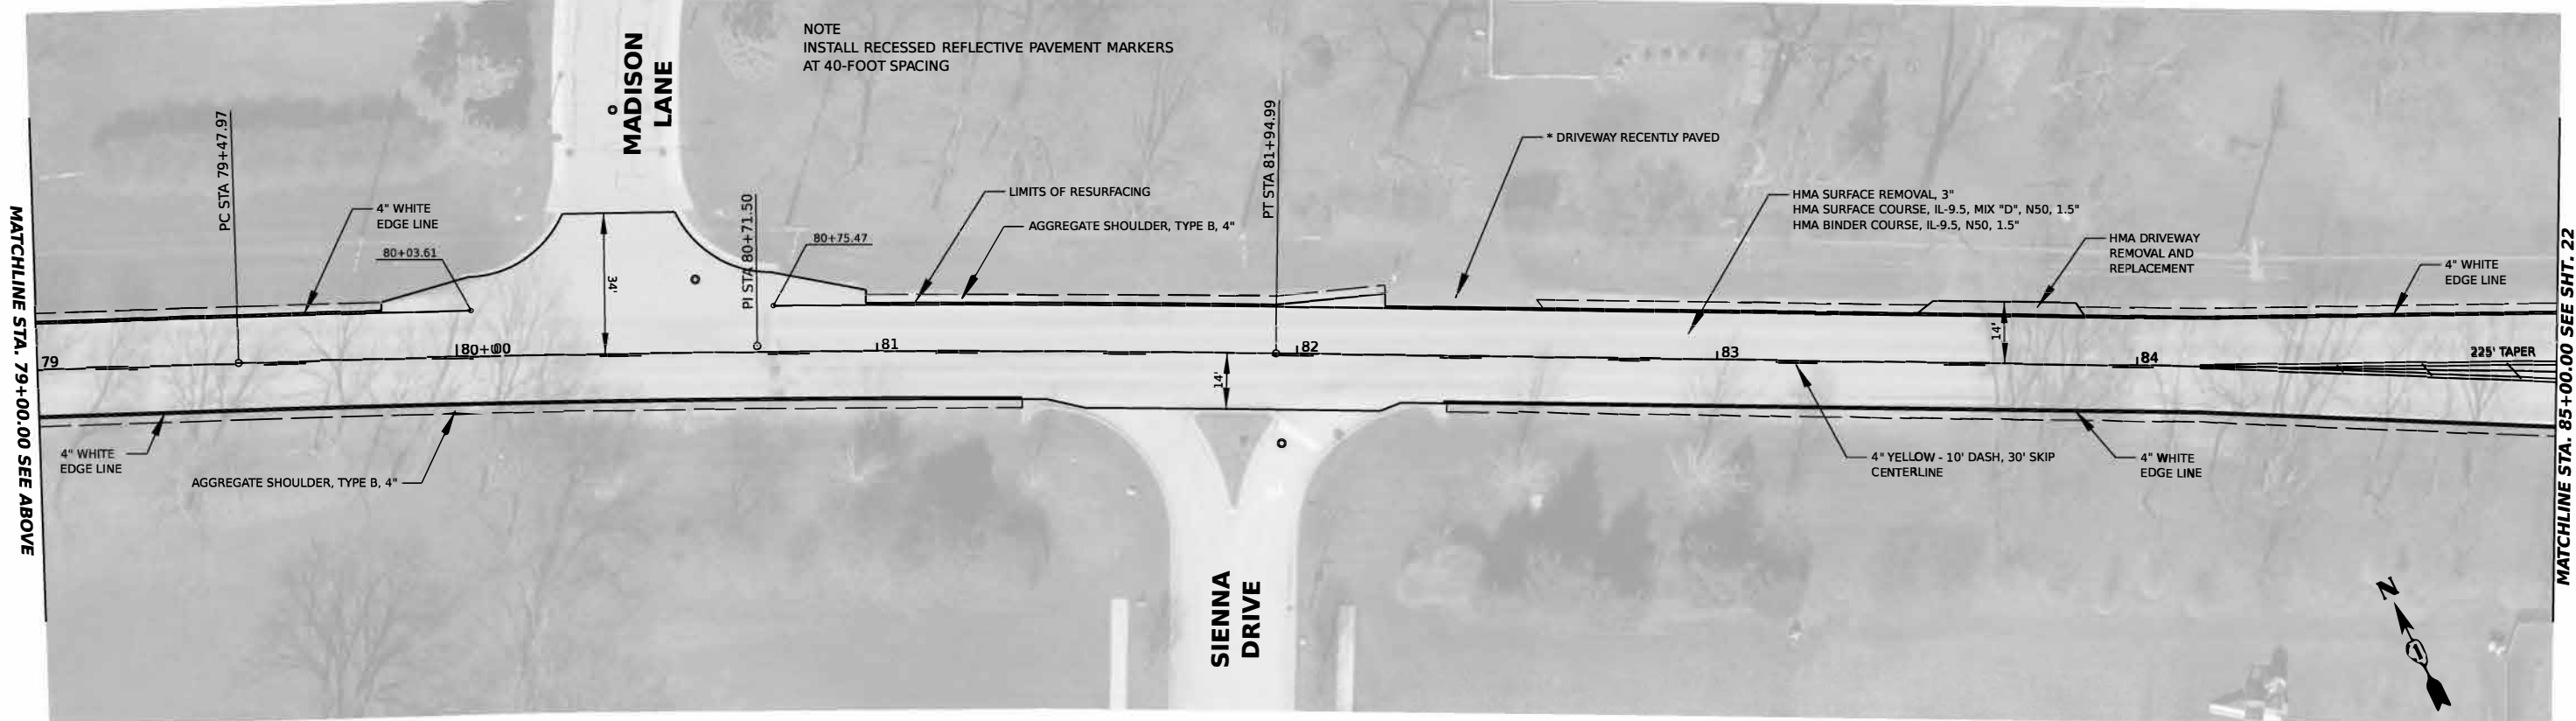 NOTE
INSTALL RECESSED REFLECTIVE PAVEMENT MARKERS
AT 40-FOOT SPACING
MADISON
LANE
PC STA 79+47.97
4" WHITE
EDGE LINE
80+03.61
34'
PI STA 80+71.50
80+75.47
LIMITS OF RESURFACING
AGGREGATE SHOULDER, TYPE B, 4"
PT STA 81+94.99
* DRIVEWAY RECENTLY PAVED
HMA SURFACE REMOVAL, 3"
HMA SURFACE COURSE, IL-9.5, MIX "D", N50, 1.5"
HMA BINDER COURSE, IL-9.5, N50, 1.5"
HMA DRIVEWAY
REMOVAL AND
REPLACEMENT
4" WHITE
EDGE LINE
MATCHLINE STA. 79+00.00 SEE ABOVE
79
80+00
81
82
83
84
14'
14'
225' TAPER
MATCHLINE STA. 85+00.00 SEE SHT. 22
4" WHITE
EDGE LINE
AGGREGATE SHOULDER, TYPE B, 4"
4" YELLOW - 10' DASH, 30' SKIP
CENTERLINE
4" WHITE
EDGE LINE
SIENNA
DRIVE
N